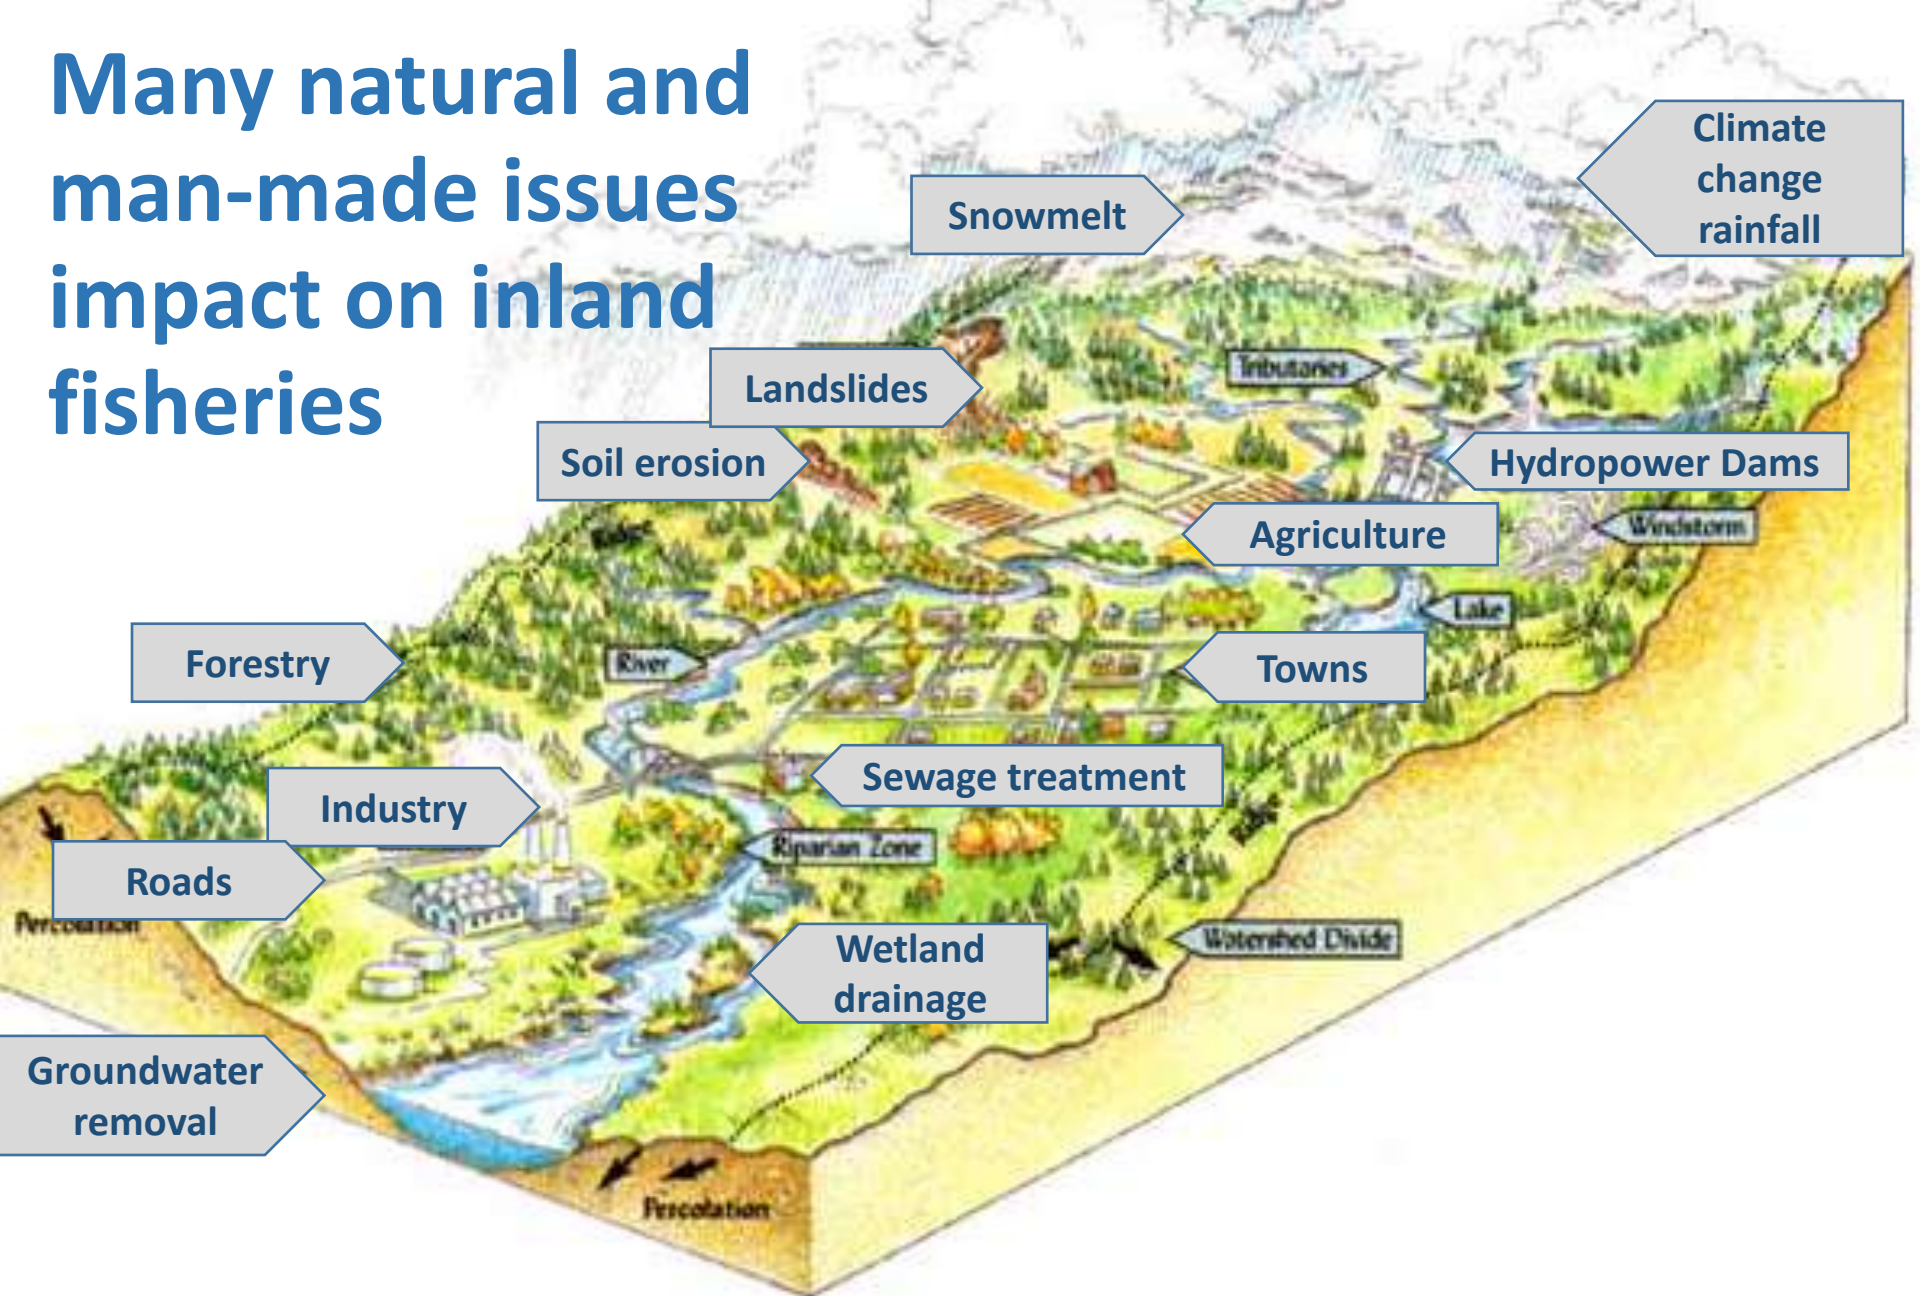 Many natural and
man-made issues
impact on inland
fisheries
Climate
change
rainfall
Snowmelt
Landslides
Tributaries
Soil erosion
Hydropower Dams
Agriculture
Windstorm
Ridge
Lake
Forestry
River
Towns
Sewage treatment
Industry
Ridge
Riparian Zone
Roads
Percolation
Watershed Divide
Wetland
drainage
Groundwater
removal
Percolation